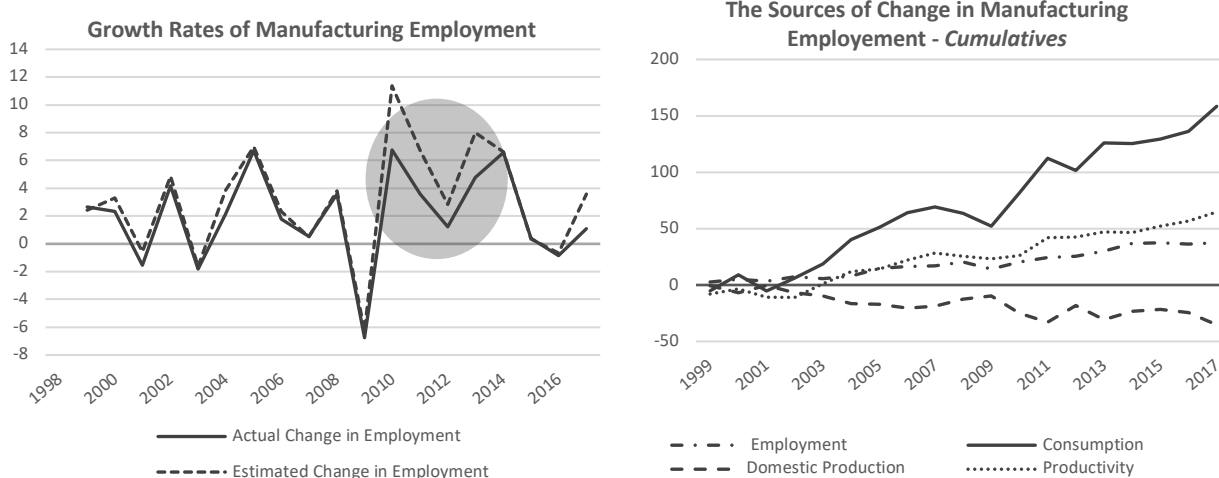 Growth Rates of Manufacturing Employment
14
12
10
8
6
4
2
0
-2
-4
-6
-8
1998 2000 2002 2004 2006 2008 2010 2012 2014 2016
Actual Change in Employment
Estimated Change in Employment
The Sources of Change in Manufacturing
Employement - Cumulatives
200
150
100
50
0
-50
1999 2001 2003 2005 2007 2009 2011 2013 2015 2017
Employment Consumption
Domestic Production Productivity